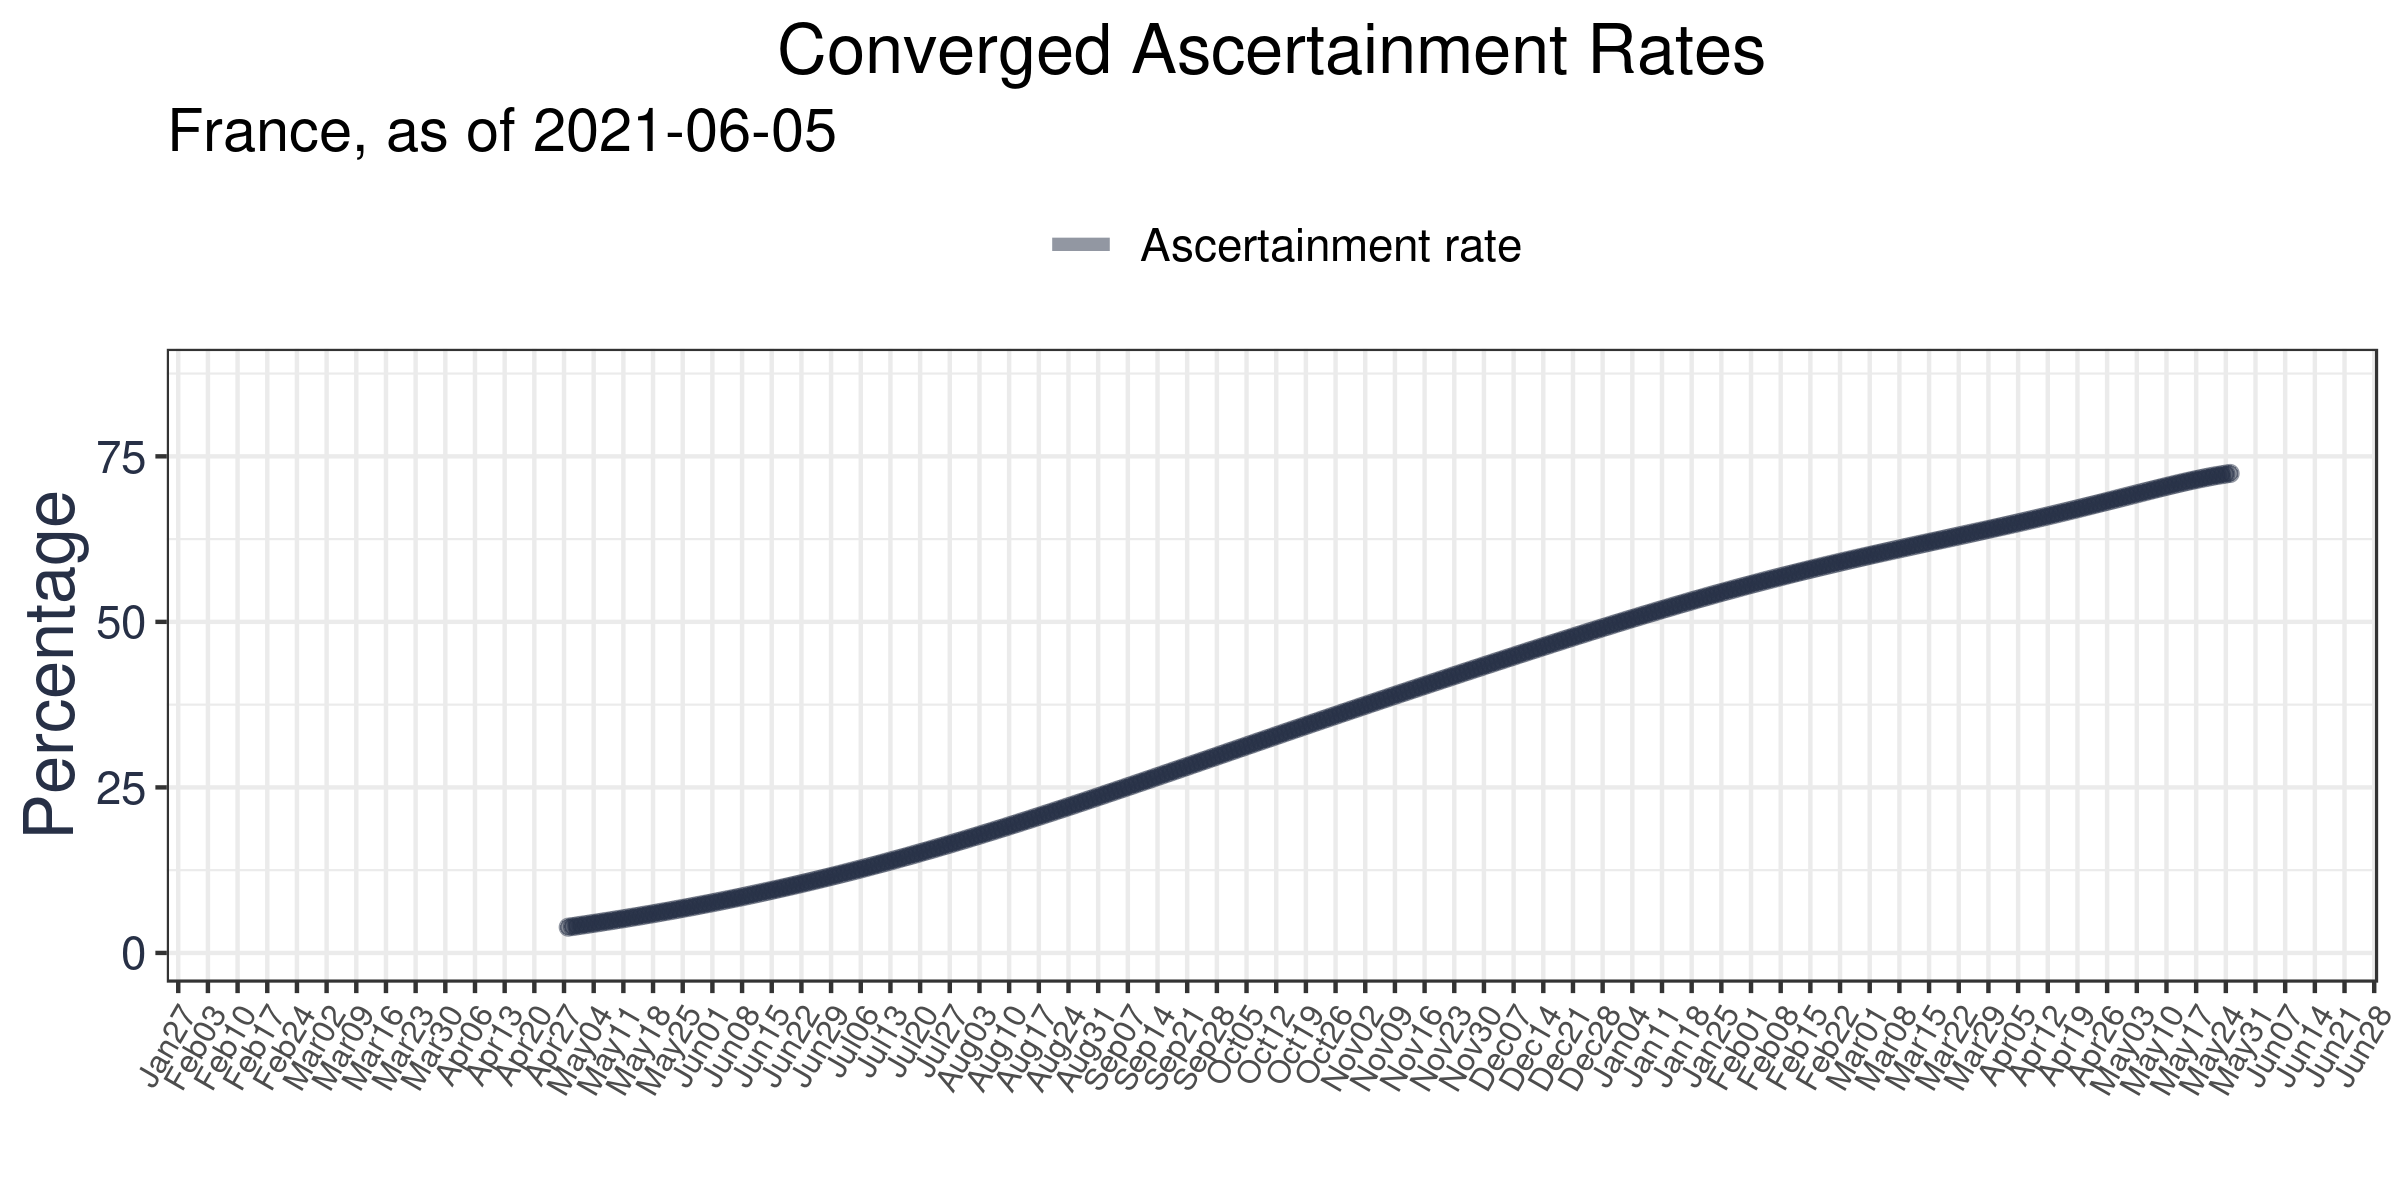 Converged Ascertainment Rates
France, as of 2021-06-05
Ascertainment rate
Percentage
75
50
25
0
Jan27 Feb03 Feb10 Feb17 Feb24 Mar02 Mar09 Mar16 Mar23 Mar30 Apr06 Apr13 Apr20 Apr27 May04 May11 May18 May25 Jun01 Jun08 Jun15 Jun22 Jun29 Jul06 Jul13 Jul20 Jul27 Aug03 Aug10 Aug17 Aug24 Aug31 Sep07 Sep14 Sep21 Sep28 Oct05 Oct12 Oct19 Oct26 Nov02 Nov09 Nov16 Nov23 Nov30 Dec07 Dec14 Dec21 Dec28 Jan04 Jan11 Jan18 Jan25 Feb01 Feb08 Feb15 Feb22 Mar01 Mar08 Mar15 Mar22 Mar29 Apr05 Apr12 Apr19 Apr26 May03 May10 May17 May24 May31 Jun07 Jun14 Jun21 Jun28